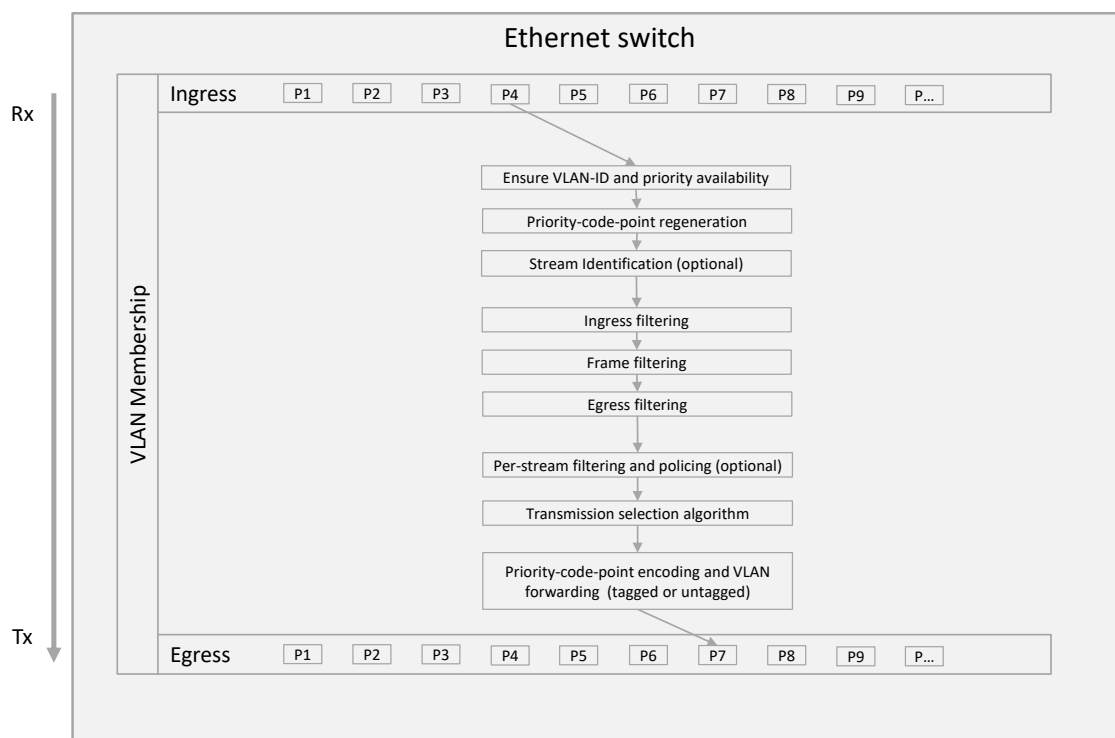 Ethernet switch
Rx
Ingress P1 P2 P3 P4 P5 P6 P7 P8 P9 P...
Ensure VLAN-ID and priority availability
Priority-code-point regeneration
Stream Identification (optional)
VLAN Membership
Ingress filtering
Frame filtering
Egress filtering
Per-stream filtering and policing (optional)
Transmission selection algorithm
Priority-code-point encoding and VLAN
forwarding (tagged or untagged)
Tx
Egress P1 P2 P3 P4 P5 P6 P7 P8 P9 P...